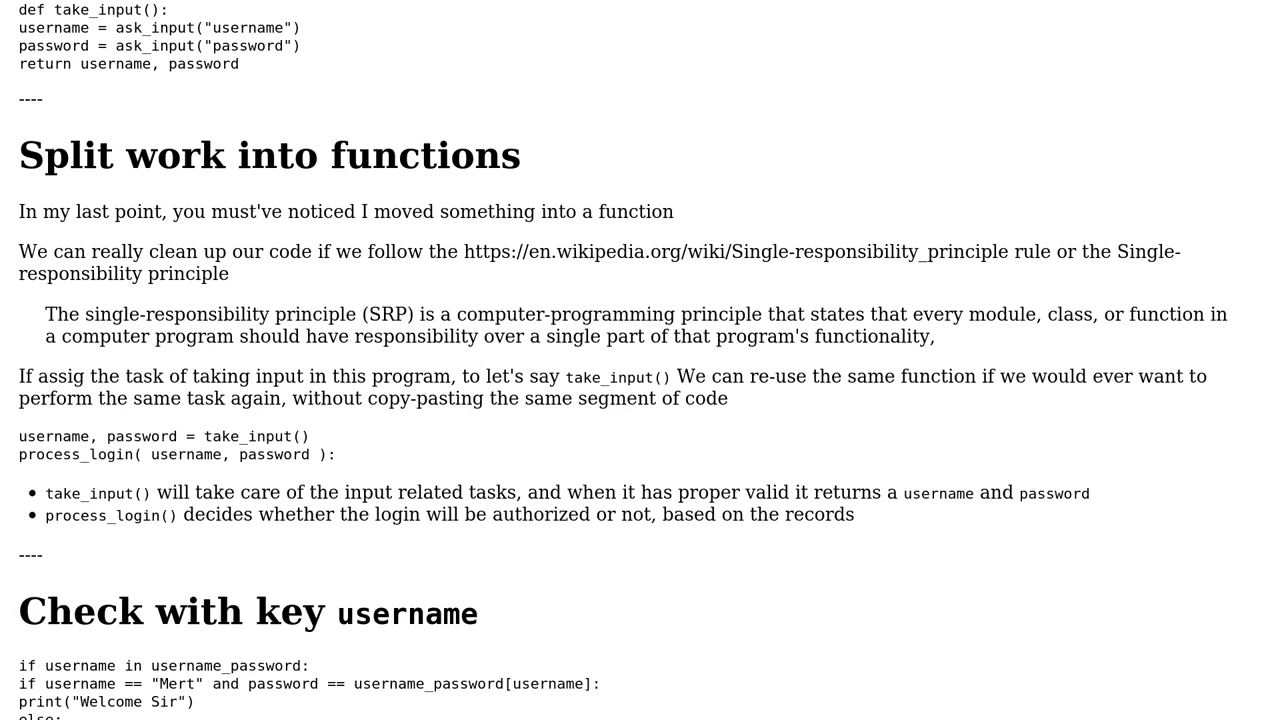 def take_input():
username = ask_input("username")
password = ask_input("password")
return username, password
----
Split work into functions
In my last point, you must've noticed I moved something into a function
We can really clean up our code if we follow the https://en.wikipedia.org/wiki/Single-responsibility_principle rule or the Single-
responsibility principle
The single-responsibility principle (SRP) is a computer-programming principle that states that every module, class, or function in
a computer program should have responsibility over a single part of that program's functionality,
If assig the task of taking input in this program, to let's say take_input() We can re-use the same function if we would ever want to
perform the same task again, without copy-pasting the same segment of code
username, password = take_input()
process_login( username, password ):
• take_input() will take care of the input related tasks, and when it has proper valid it returns a username and password
• process_login() decides whether the login will be authorized or not, based on the records
----
Check with key username
if username in username_password:
if username == "Mert" and password == username_password[username]:
print("Welcome Sir")
else: